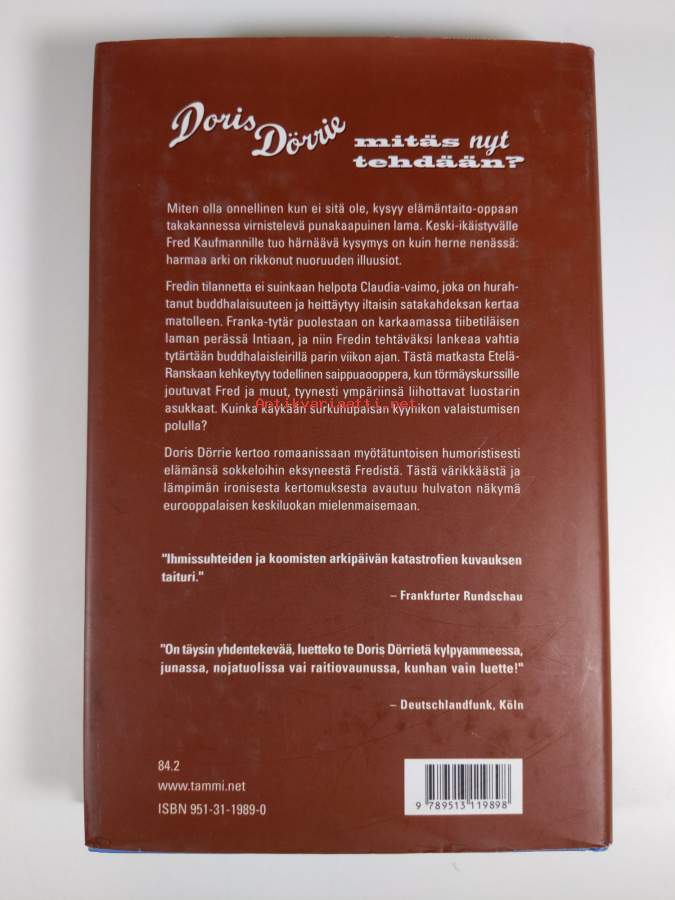 Doris Dörrie mitäs nyt
tehdään?
Miten olla onnellinen kun ei sitä ole, kysyy elämäntaito-oppaan
takakannessa virnistelevä punakaapuinen lama. Keski-ikäistyvälle
Fred Kaufmannille tuo härnäävä kysymys on kuin herne nenässä:
harmaa arki on rikkonut nuoruuden illuusiot.
Fredin tilannetta ei suinkaan helpota Claudia-vaimo, joka on hurah-
tanut buddhalaisuuteen ja heittäytyy iltaisin satakahdeksan kertaa
matolleen. Franka-tytär puolestaan on karkaamassa tiibetiläisen
laman perässä Intiaan, ja niin Fredin tehtäväksi lankeaa vahtia
tytärtään buddhalaisleirillä parin viikon ajan. Tästä matkasta Etelä-
Ranskaan kehkeytyy todellinen saippuaooppera, kun törmäyskurssille
joutuvat Fred ja muut, tyynesti ympäriinsä liihottavat luostarin
asukkaat. Kuinka käykään surkuhupaisan kyynikon valaistumisen
Antikvariaatti.net
polulla?
Doris Dörrie kertoo romaanissaan myötätuntoisen humoristisesti
elämänsä sokkeloihin eksyneestä Fredistä. Tästä värikkäästä ja
lämpimän ironisesta kertomuksesta avautuu hulvaton näkymä
eurooppalaisen keskiluokan mielenmaisemaan.
"Ihmissuhteiden ja koomisten arkipäivän katastrofien kuvauksen
taituri."
– Frankfurter Rundschau
"On täysin yhdentekevää, luetteko te Doris Dörrietä kylpyammeessa,
junassa, nojatuolissa vai raitiovaunussa, kunhan vain luette!"
– Deutschlandfunk, Köln
84.2
www.tammi.net
ISBN 951-31-1989-0
9 789513 119898